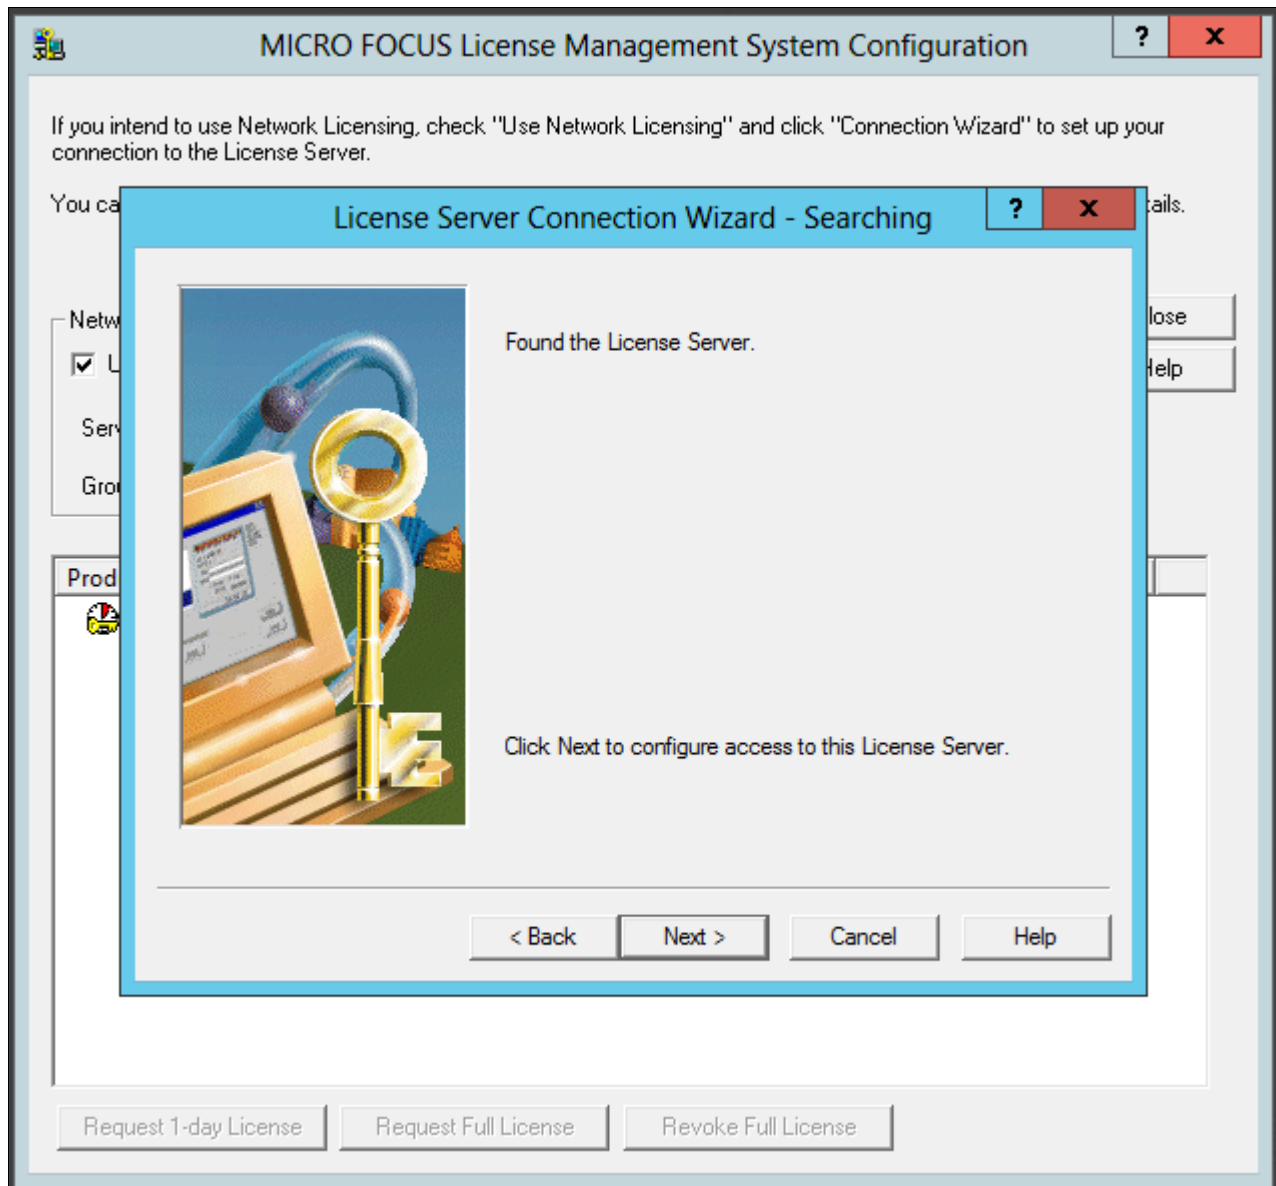 MICRO FOCUS License Management System Configuration
?
x
If you intend to use Network Licensing, check "Use Network Licensing" and click "Connection Wizard" to set up your
connection to the License Server.
You ca
tails.
License Server Connection Wizard - Searching
?
x
Netw
lose
Found the License Server.
U
Help
Serv
Grou
Prod
Click Next to configure access to this License Server.
< Back
Next >
Cancel
Help
Request 1-day License
Request Full License
Revoke Full License